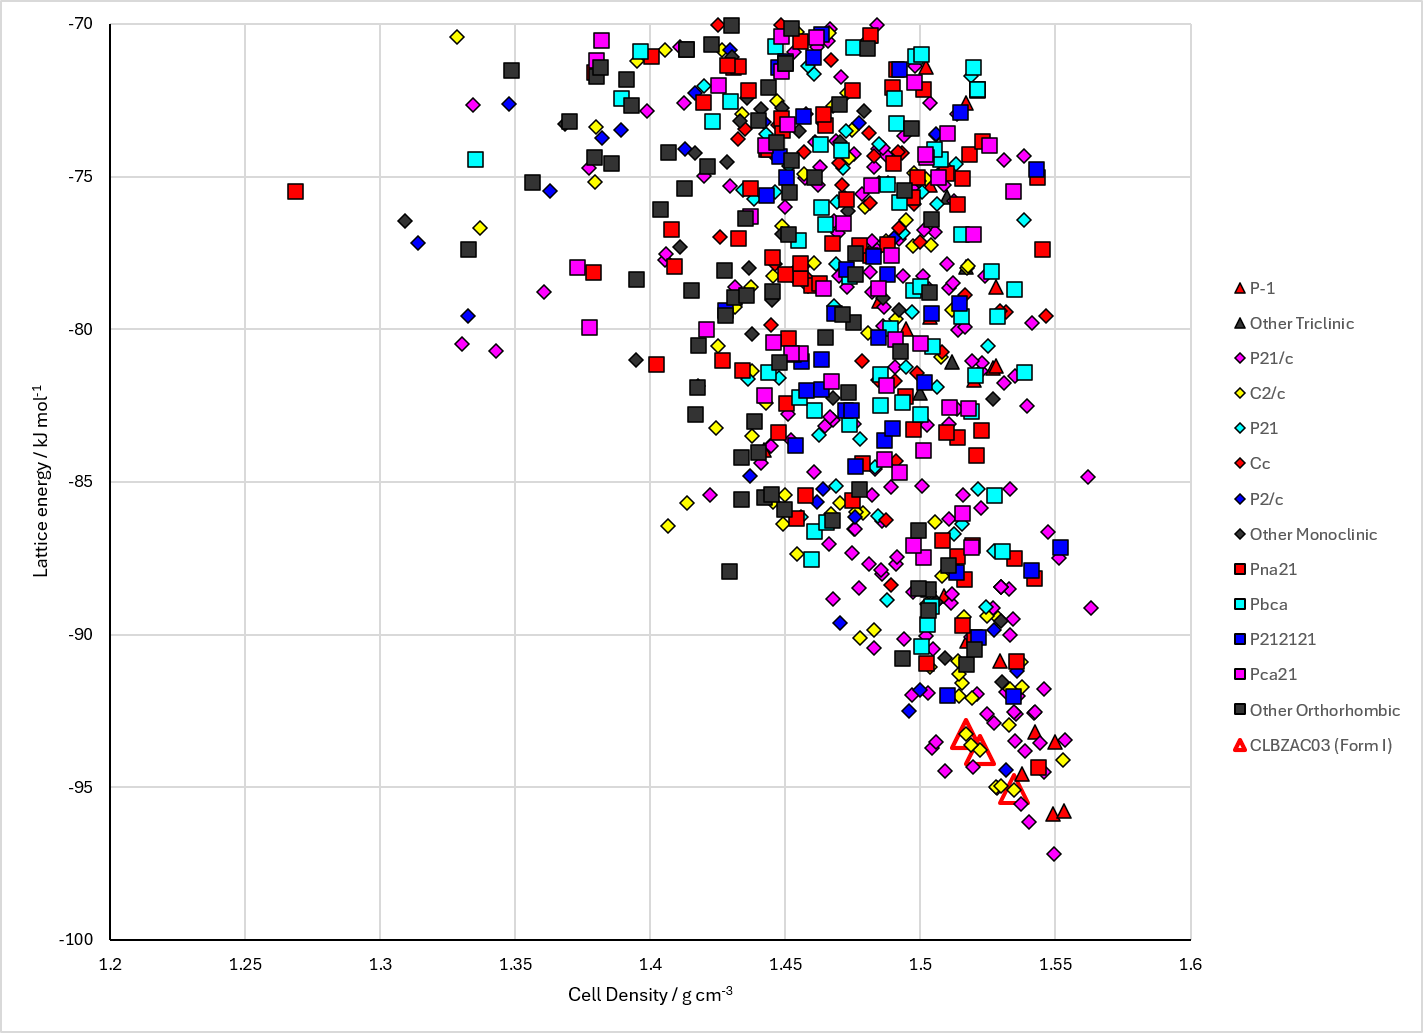 -70
-75
-80
-85
-90
-95
-100
Lattice energy / kJ mol-1
1.2 1.25 1.3 1.35 1.4 1.45 1.5 1.55 1.6
Cell Density / g cm-3
P-1
Other Triclinic
P21/c
C2/c
P21
Cc
P2/c
Other Monoclinic
Pna21
Pbca
P212121
Pca21
Other Orthorhombic
CLBZAC03 (Form I)